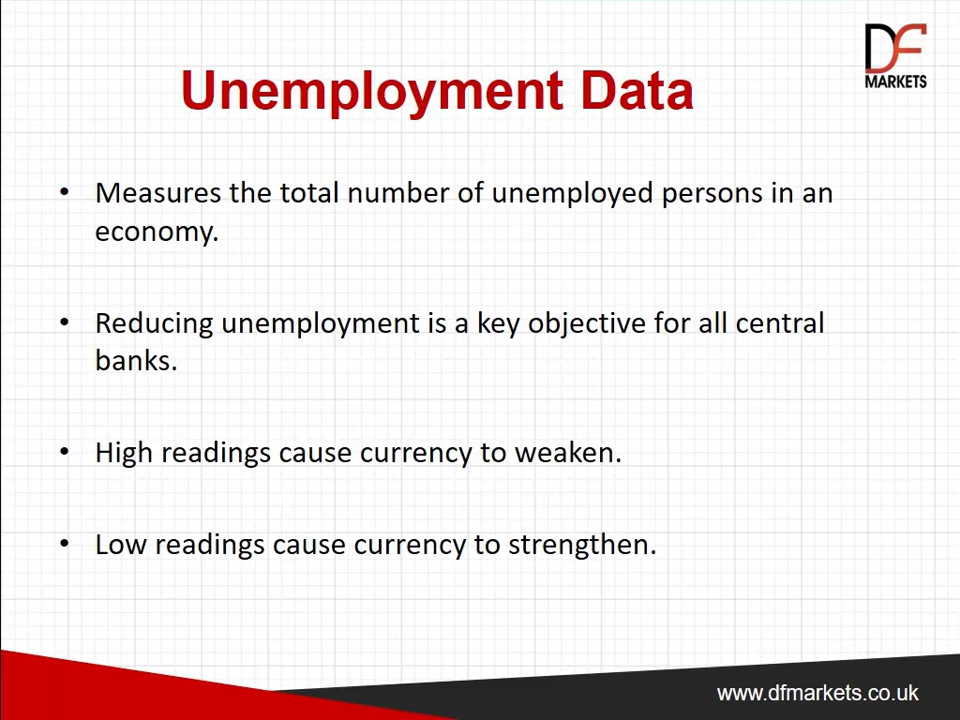 DF
MARKETS
Unemployment Data
• Measures the total number of unemployed persons in an
economy.
• Reducing unemployment is a key objective for all central
banks.
• High readings cause currency to weaken.
• Low readings cause currency to strengthen.
www.dfmarkets.co.uk